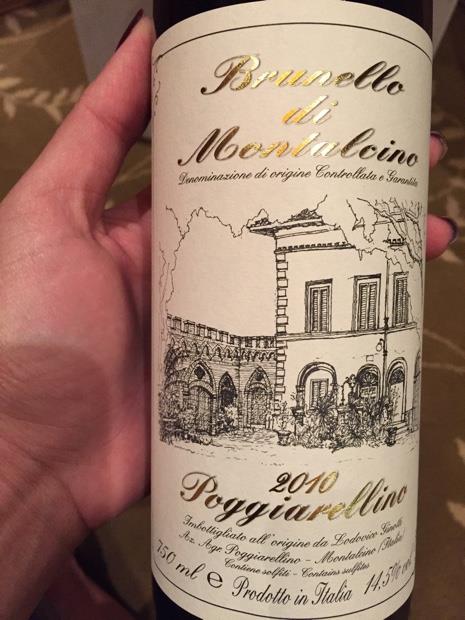 Brunello
di
Montalcino
Denominazione di origine Controllata e Garantita
2010
Poggiarellino
Imbottigliato all'origine da Lodovico Ginotti
Az. Agr. Poggiarellino - Montalcino (Italia)
Contiene solfiti - Contains sulfites
750 ml e Prodotto in Italia 14,5% vol